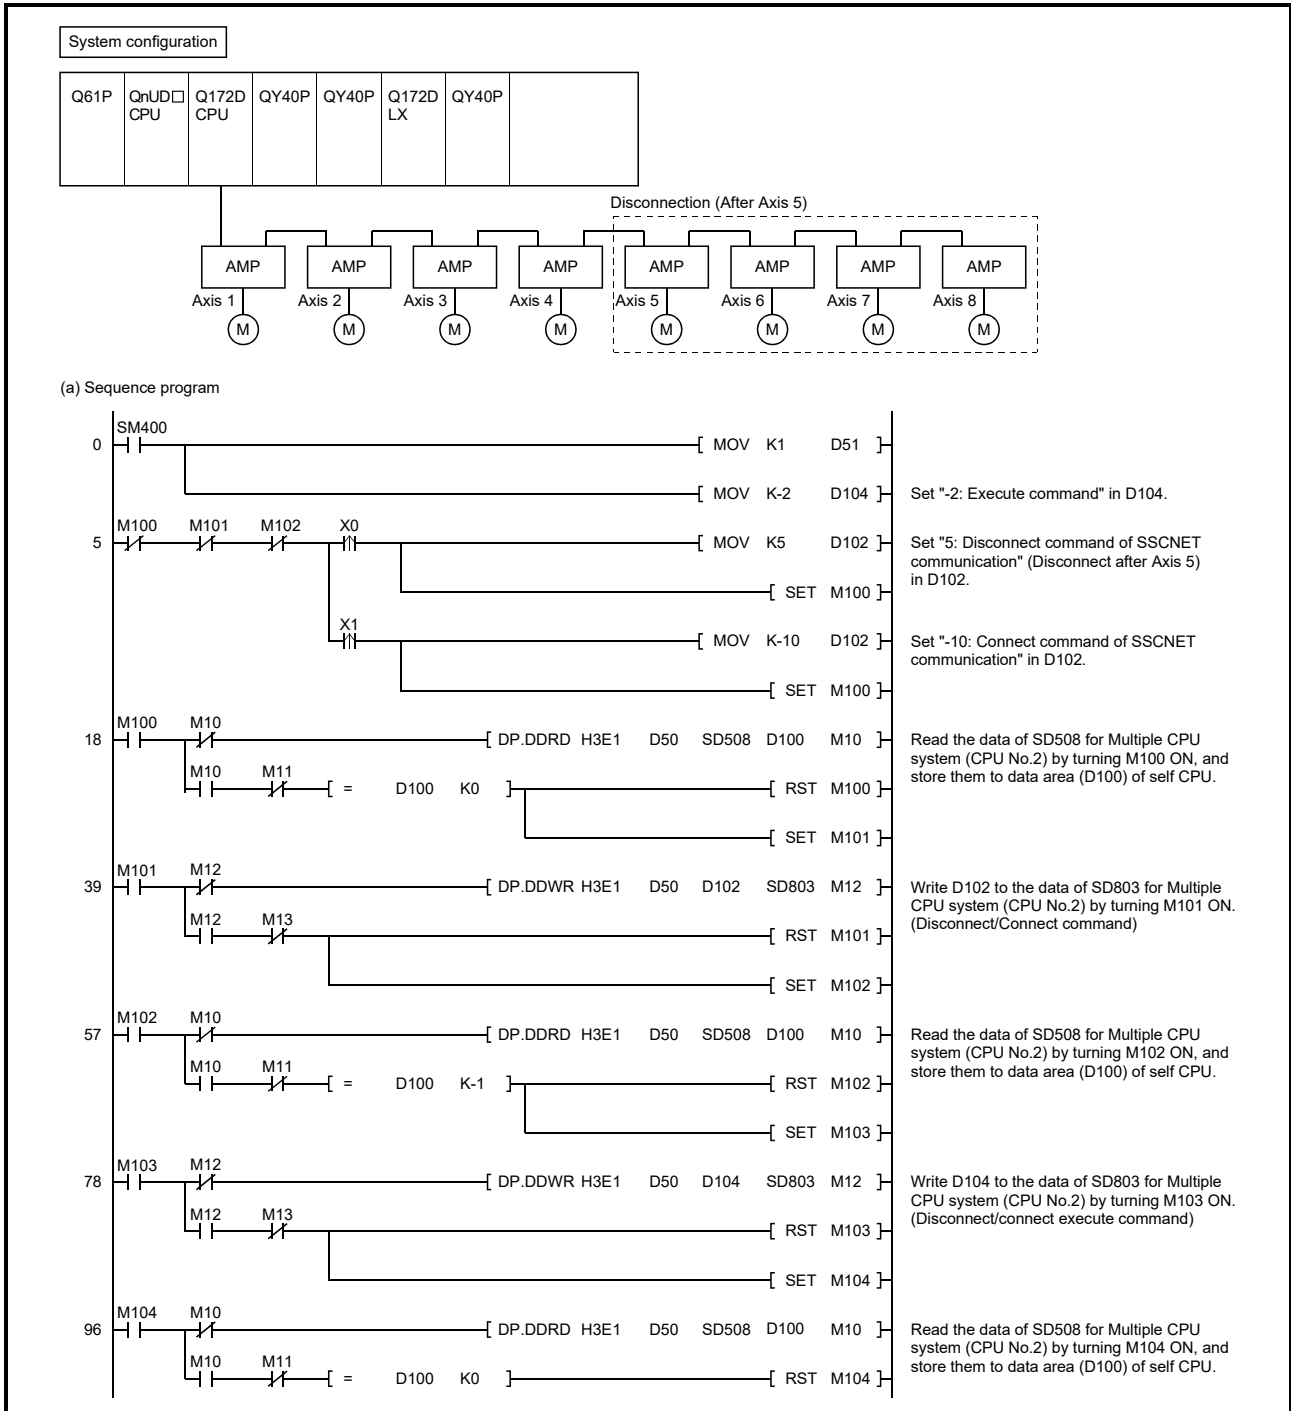 System configuration
Q61P QnUD□ CPU Q172D CPU QY40P QY40P Q172D LX QY40P
Disconnection (After Axis 5)
AMP AMP AMP AMP AMP AMP AMP AMP
Axis 1 Axis 2 Axis 3 Axis 4 Axis 5 Axis 6 Axis 7 Axis 8
M M M M M M M M
(a) Sequence program
SM400
0 [ MOV K1 D51 ]
[ MOV K-2 D104 ] Set "-2: Execute command" in D104.
M100 M101 M102 X0
5 [ MOV K5 D102 ] Set "5: Disconnect command of SSCNET
communication" (Disconnect after Axis 5)
in D102.
[ SET M100 ]
X1
[ MOV K-10 D102 ] Set "-10: Connect command of SSCNET
communication" in D102.
[ SET M100 ]
M100 M10
18 [ DP.DDRD H3E1 D50 SD508 D100 M10 ] Read the data of SD508 for Multiple CPU
system (CPU No.2) by turning M100 ON, and
store them to data area (D100) of self CPU.
M10 M11
[ = D100 K0 ] [ RST M100 ]
[ SET M101 ]
M101 M12
39 [ DP.DDWR H3E1 D50 D102 SD803 M12 ] Write D102 to the data of SD803 for Multiple
CPU system (CPU No.2) by turning M101 ON.
(Disconnect/Connect command)
M12 M13
[ RST M101 ]
[ SET M102 ]
M102 M10
57 [ DP.DDRD H3E1 D50 SD508 D100 M10 ] Read the data of SD508 for Multiple CPU
system (CPU No.2) by turning M102 ON, and
store them to data area (D100) of self CPU.
M10 M11
[ = D100 K-1 ] [ RST M102 ]
[ SET M103 ]
M103 M12
78 [ DP.DDWR H3E1 D50 D104 SD803 M12 ] Write D104 to the data of SD803 for Multiple
CPU system (CPU No.2) by turning M103 ON.
(Disconnect/connect execute command)
M12 M13
[ RST M103 ]
[ SET M104 ]
M104 M10
96 [ DP.DDRD H3E1 D50 SD508 D100 M10 ] Read the data of SD508 for Multiple CPU
system (CPU No.2) by turning M104 ON, and
store them to data area (D100) of self CPU.
M10 M11
[ = D100 K0 ] [ RST M104 ]